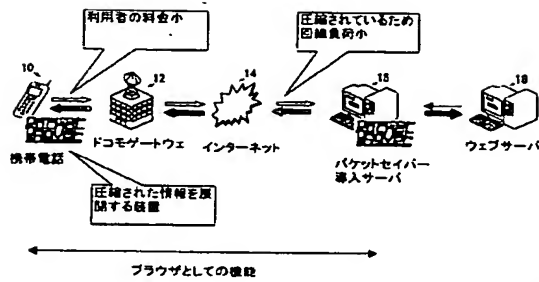 利用者の料金小
圧縮されているため
回線負荷小
10
12
14
15
18
携帯電話
ドコモゲートウェ
インターネット
パケットセイバー
導入サーバ
ウェブサーバ
圧縮された情報を展
開する装置
ブラウザとしての機能